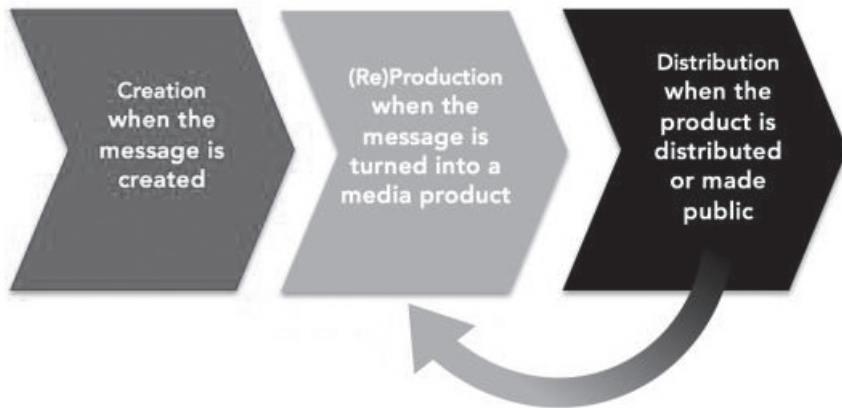 Creation
when the
message is
created
(Re)Production
when the
message is
turned into a
media product
Distribution
when the
product is
distributed
or made
public